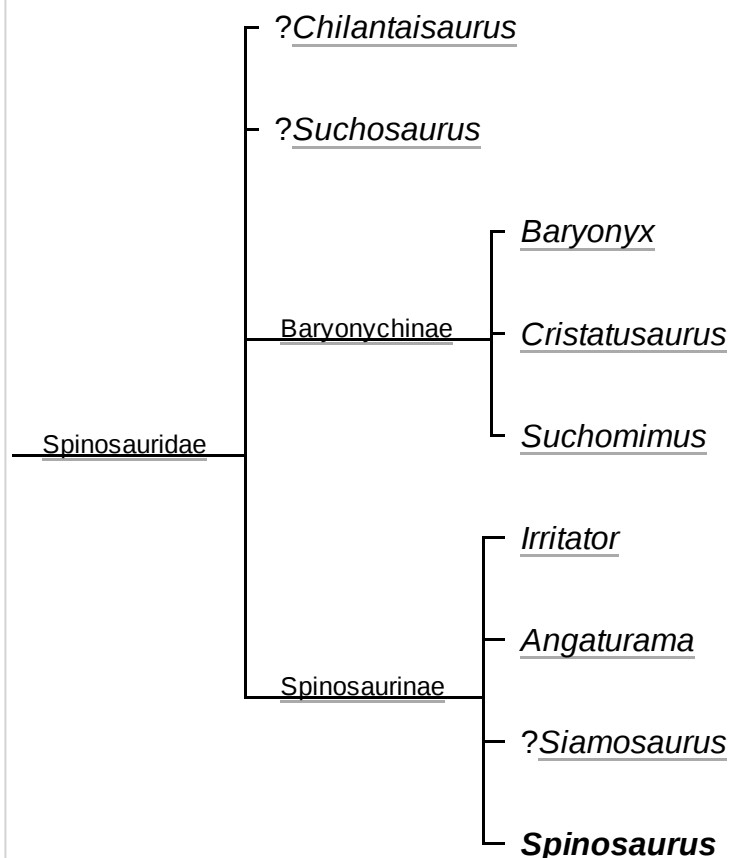 ?Chilantaisaurus
?Suchosaurus
Baryonyx
Baryonychinae
Cristatusaurus
Suchomimus
Spinosauridae
Irritator
Angaturama
Spinosaurinae
?Siamosaurus
Spinosaurus